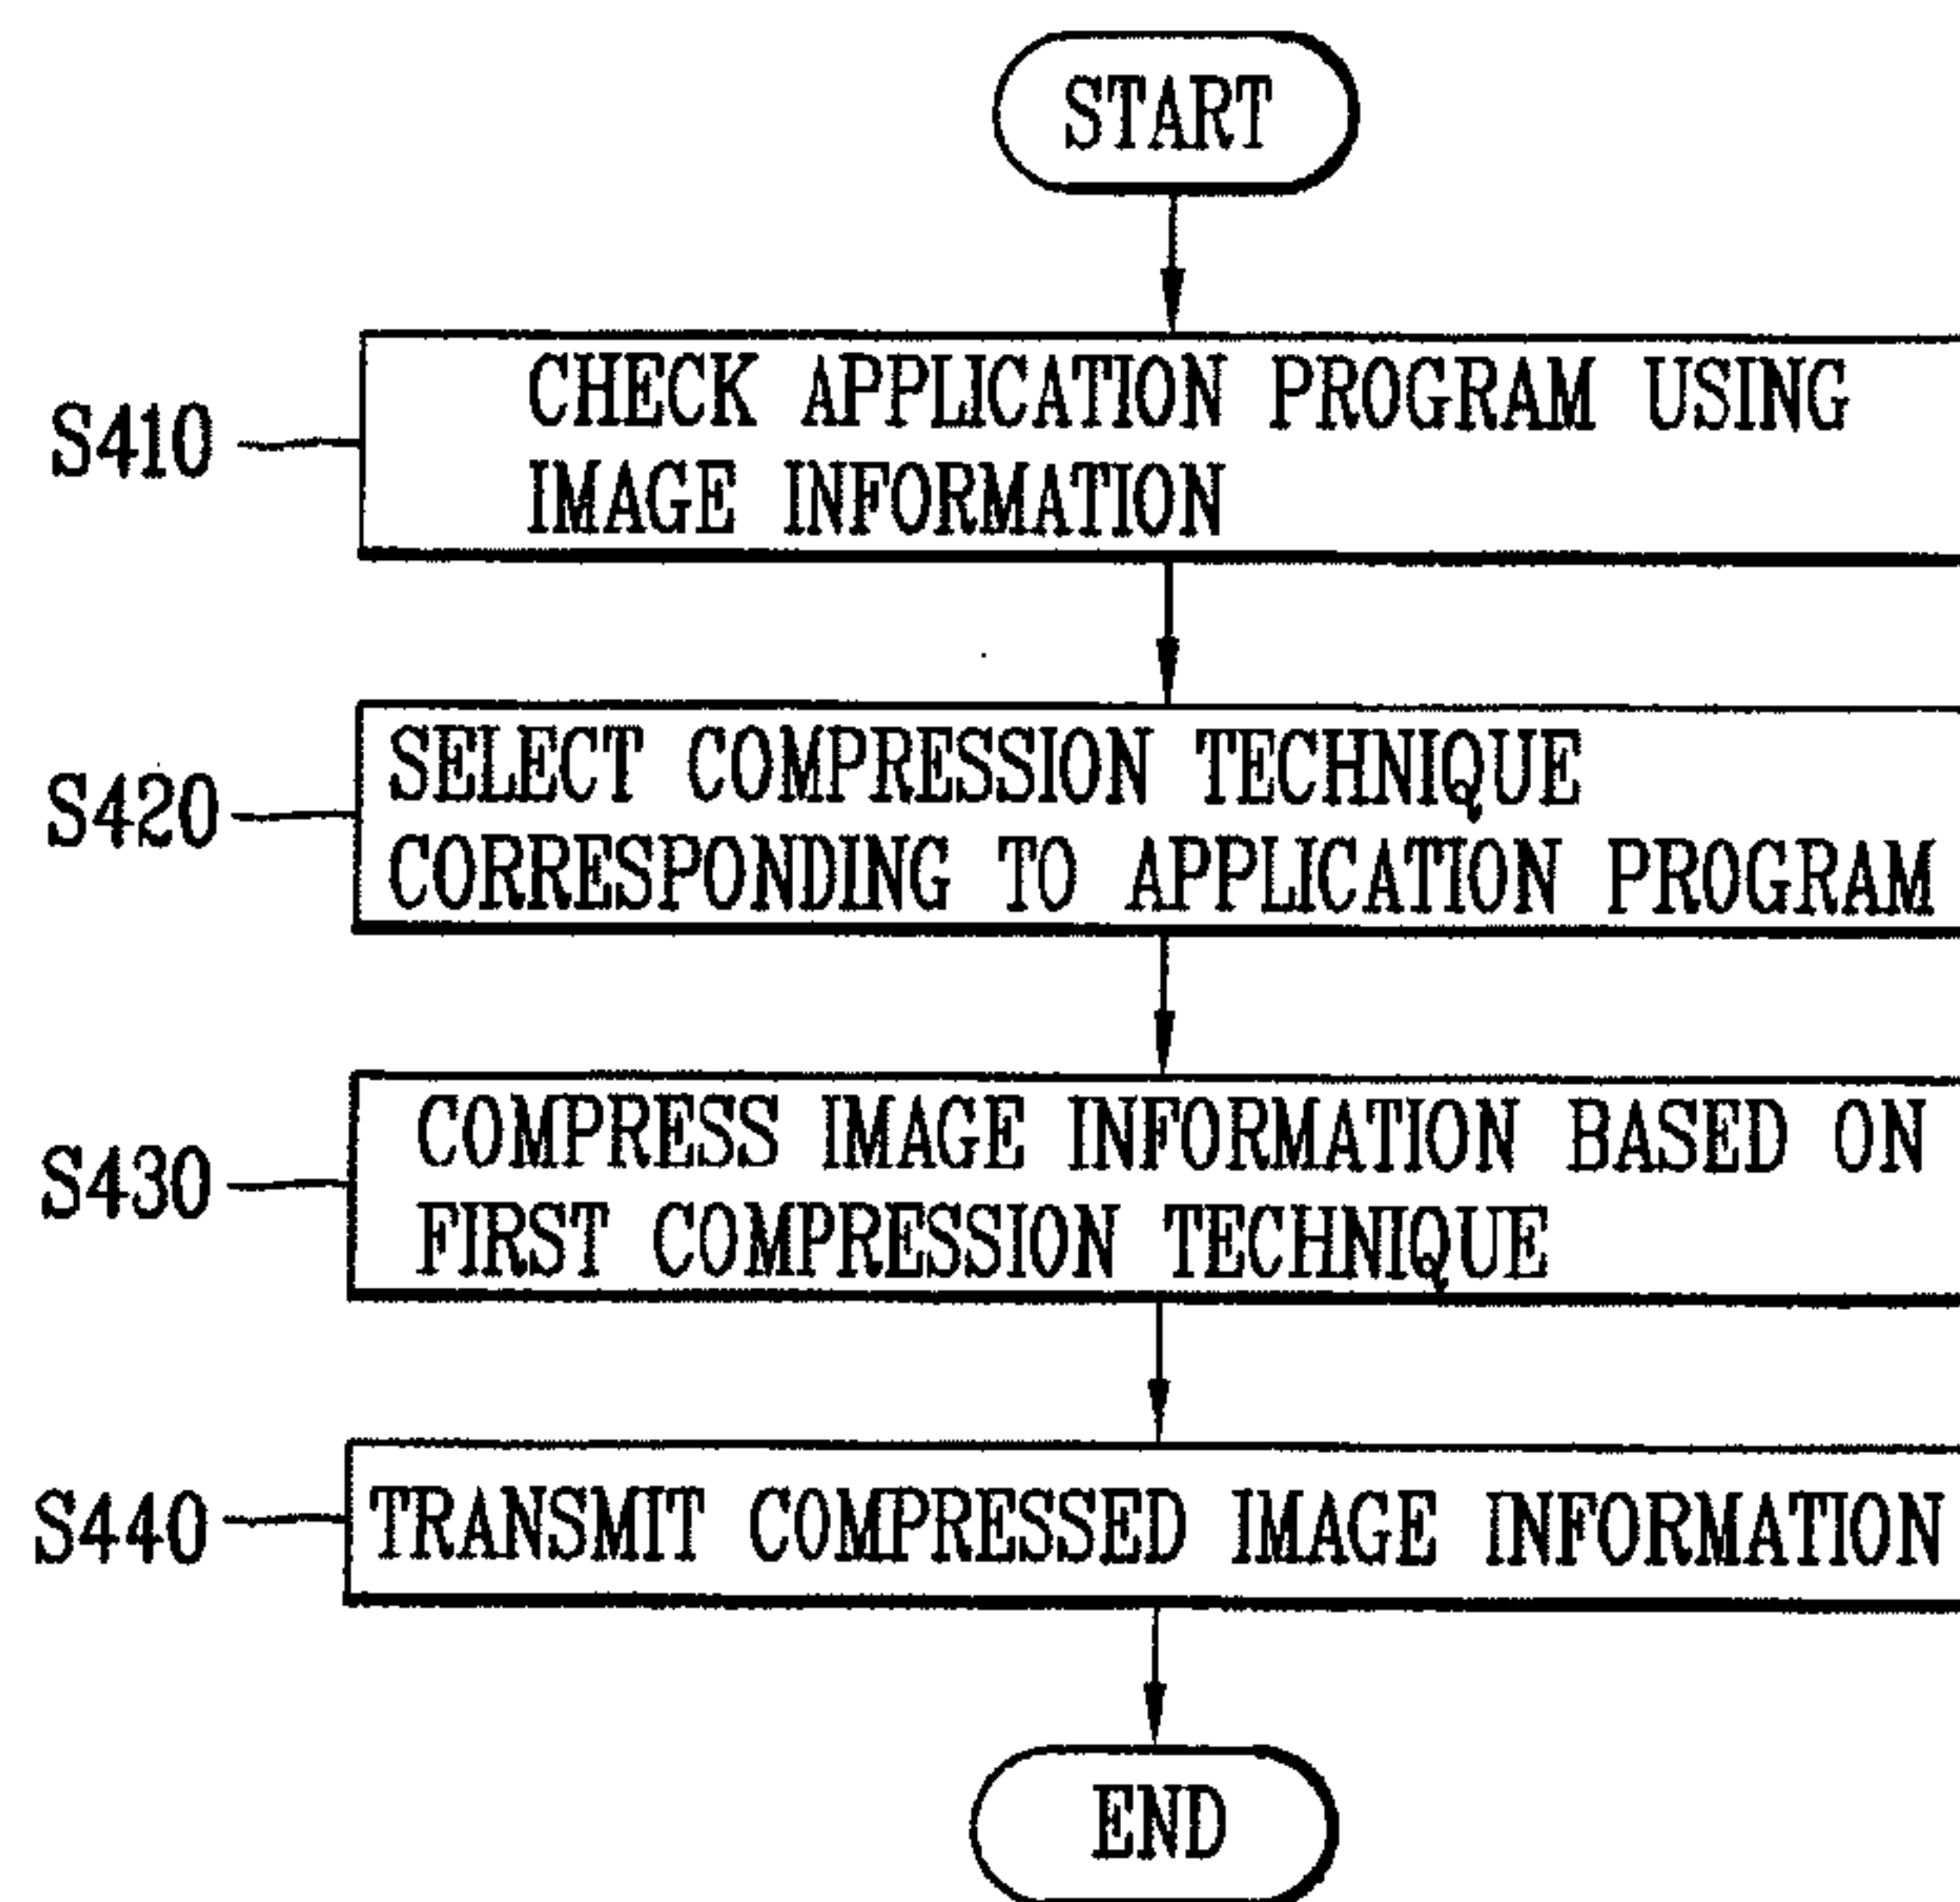 START
S410
CHECK APPLICATION PROGRAM USING
IMAGE INFORMATION
S420
SELECT COMPRESSION TECHNIQUE
CORRESPONDING TO APPLICATION PROGRAM
S430
COMPRESS IMAGE INFORMATION BASED ON
FIRST COMPRESSION TECHNIQUE
S440
TRANSMIT COMPRESSED IMAGE INFORMATION
END